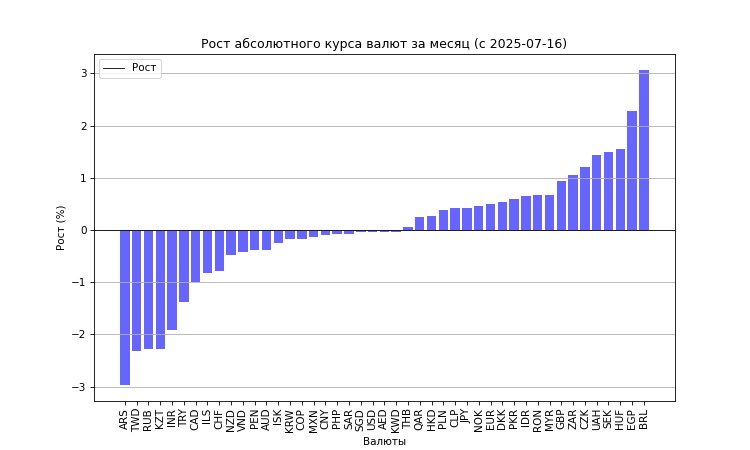 Рост абсолютного курса валют за месяц (с 2025-07-16)
Рост
3
2
1
0
−1
−2
−3
Рост (%)
ARS TWD RUB KZT INR TRY CAD ILS CHF NZD VND PEN AUD ISK KRW COP MXN CNY PHP SAR SGD USD AED KWD THB QAR HKD PLN CLP JPY NOK EUR DKK PKR IDR RON MYR GBP ZAR CZK UAH SEK HUF EGP BRL
Валюты